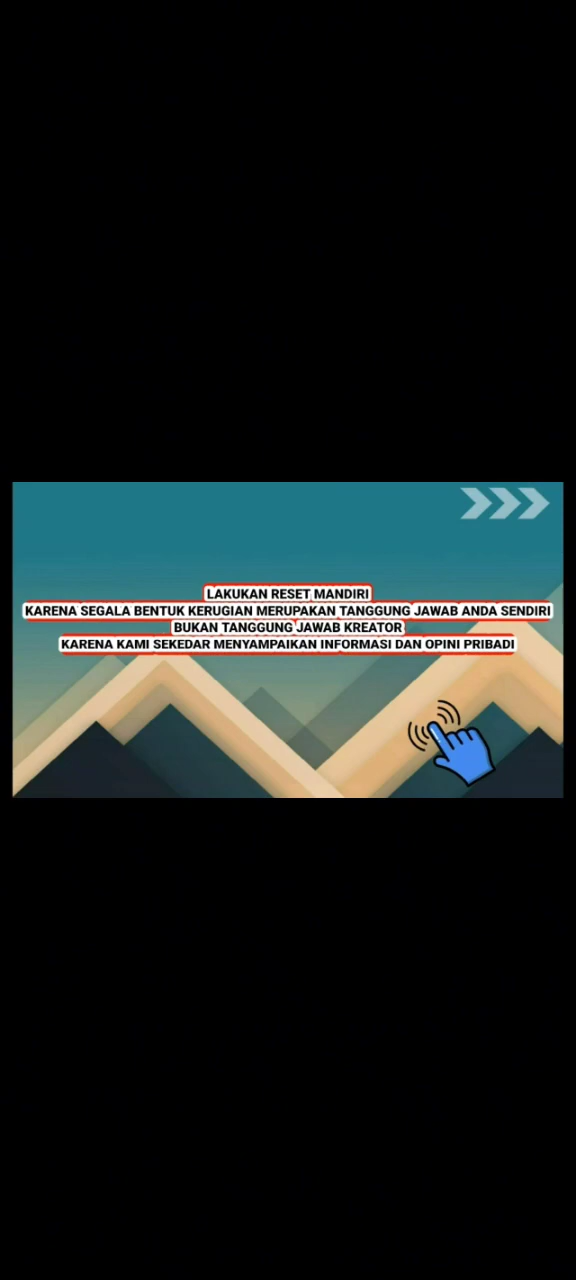 LAKUKAN RESET MANDIRI
KARENA SEGALA BENTUK KERUGIAN MERUPAKAN TANGGUNG JAWAB ANDA SENDIRI
BUKAN TANGGUNG JAWAB KREATOR
KARENA KAMI SEKEDAR MENYAMPAIKAN INFORMASI DAN OPINI PRIBADI